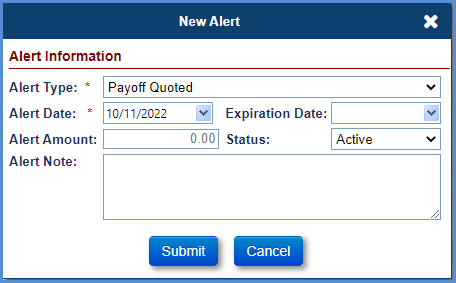 New Alert
Alert Information
Alert Type: * Payoff Quoted
Alert Date: * 10/11/2022 Expiration Date:
Alert Amount: 0.00 Status: Active
Alert Note:
Submit Cancel